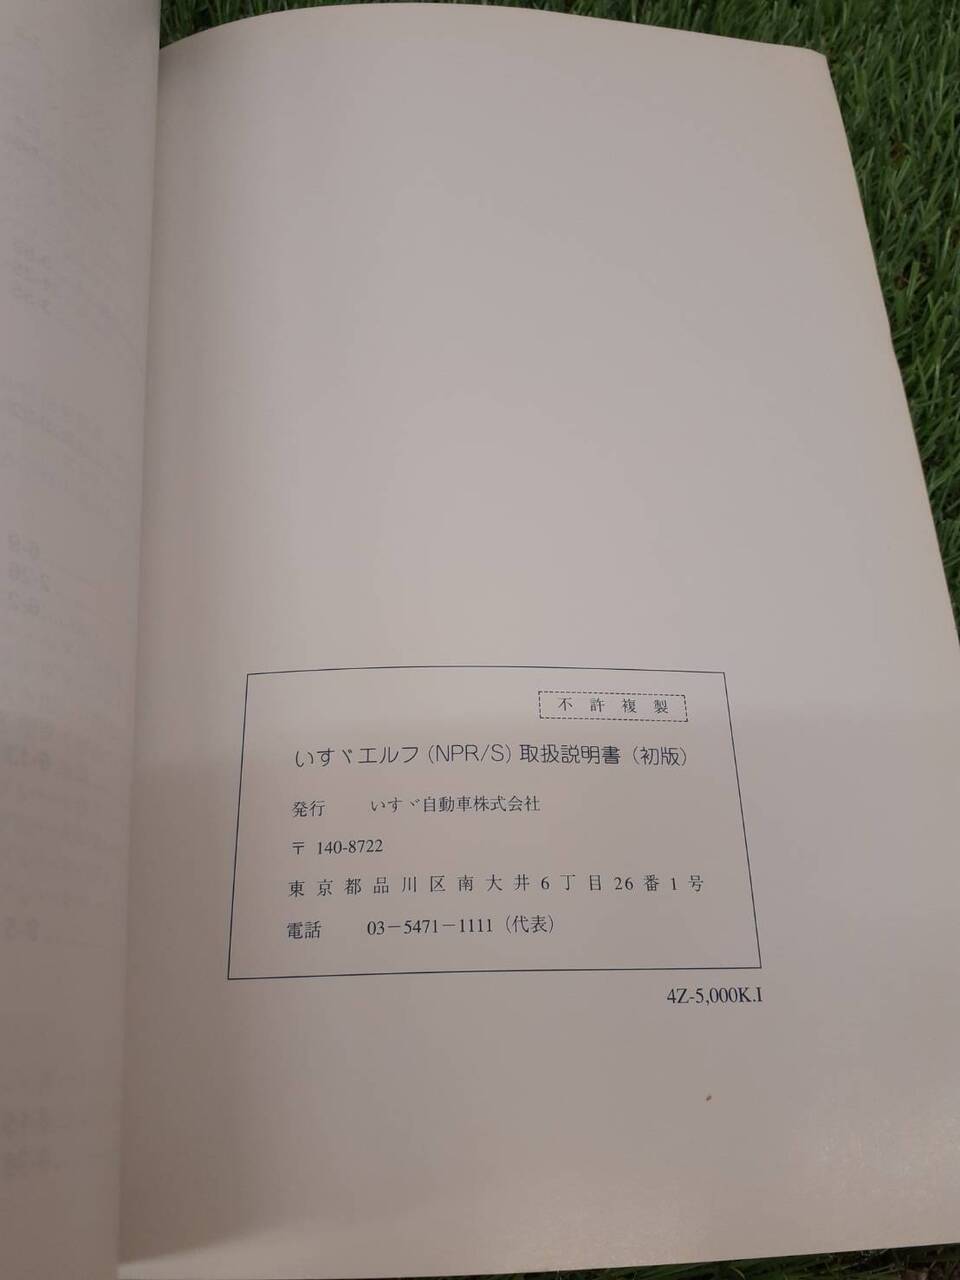 不許複製
いすゞエルフ(NPR/S)取扱説明書(初版)
発行 いすゞ自動車株式会社
〒140-8722
東京都品川区南大井6丁目26番1号
電話 03-5471-1111(代表)
4Z-5,000K.I